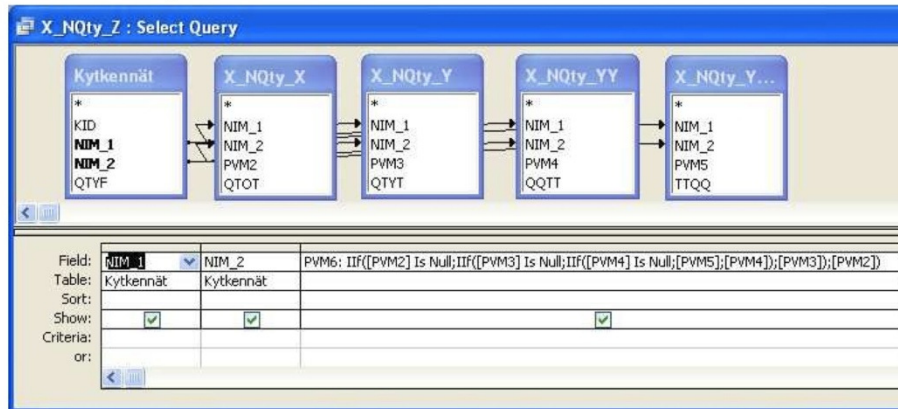 X_NQty_Z : Select Query
Kytkennät
*
KID
NIM_1
NIM_2
QTYF
X_NQty_X
*
NIM_1
NIM_2
PVM2
QTOT
X_NQty_Y
*
NIM_1
NIM_2
PVM3
QTYT
X_NQty_YY
*
NIM_1
NIM_2
PVM4
QQTT
X_NQty_Y...
*
NIM_1
NIM_2
PVM5
TTQQ
Field: NIM_1 NIM_2 PVM6: IIf([PVM2] Is Null;IIf([PVM3] Is Null;IIf([PVM4] Is Null;[PVM5];[PVM4]);[PVM3]);[PVM2])
Table: Kytkennät Kytkennät
Sort:
Show:
Criteria:
or: